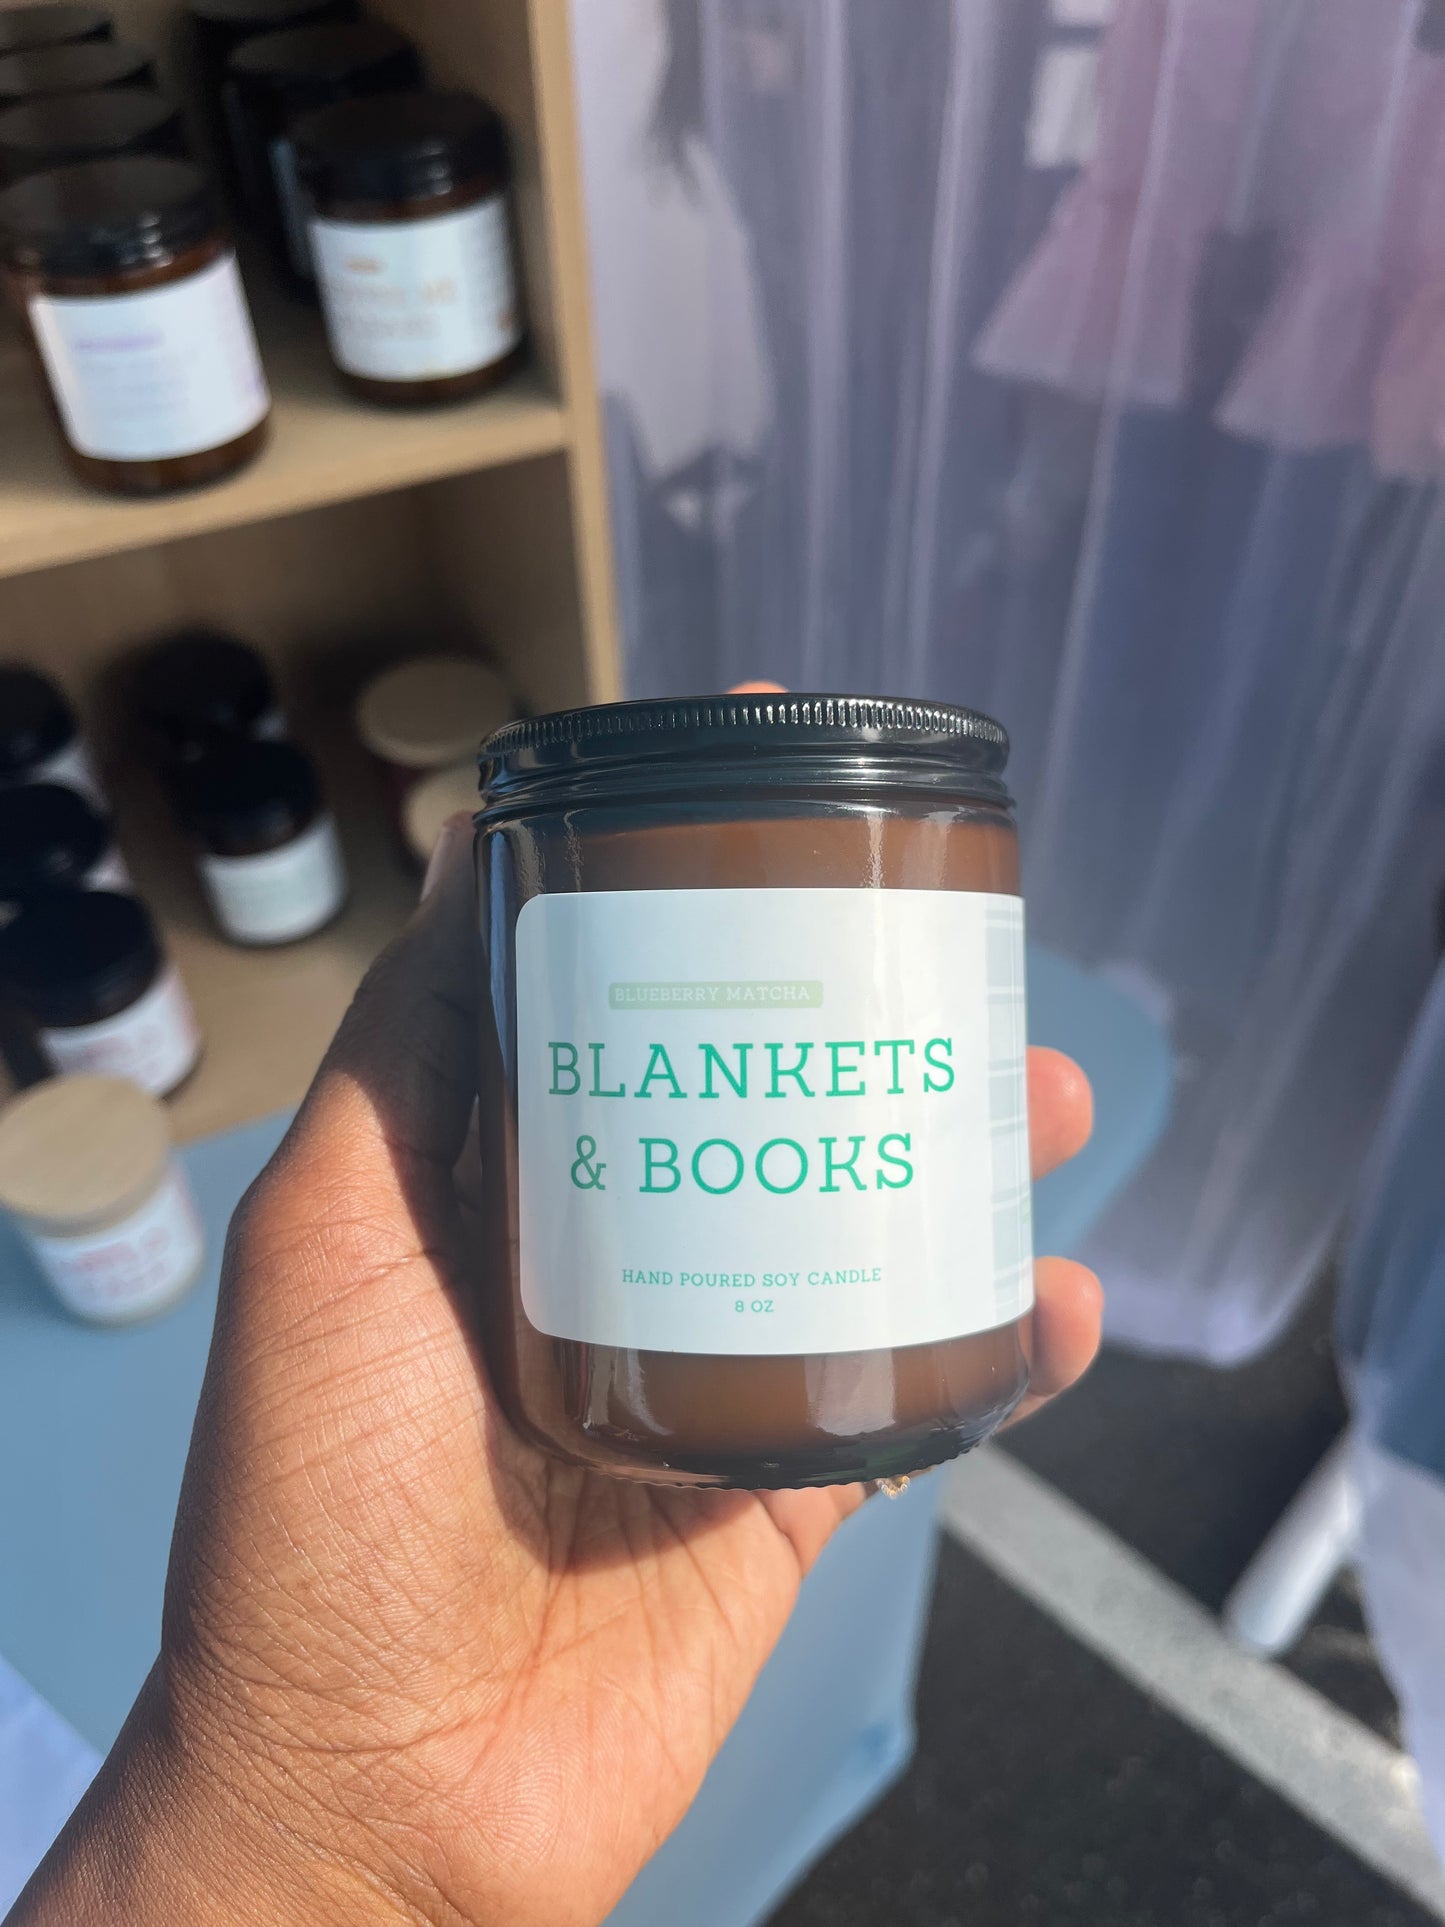 BLUEBERRY MATCHA
BLANKETS
& BOOKS
HAND POURED SOY CANDLE
8 OZ